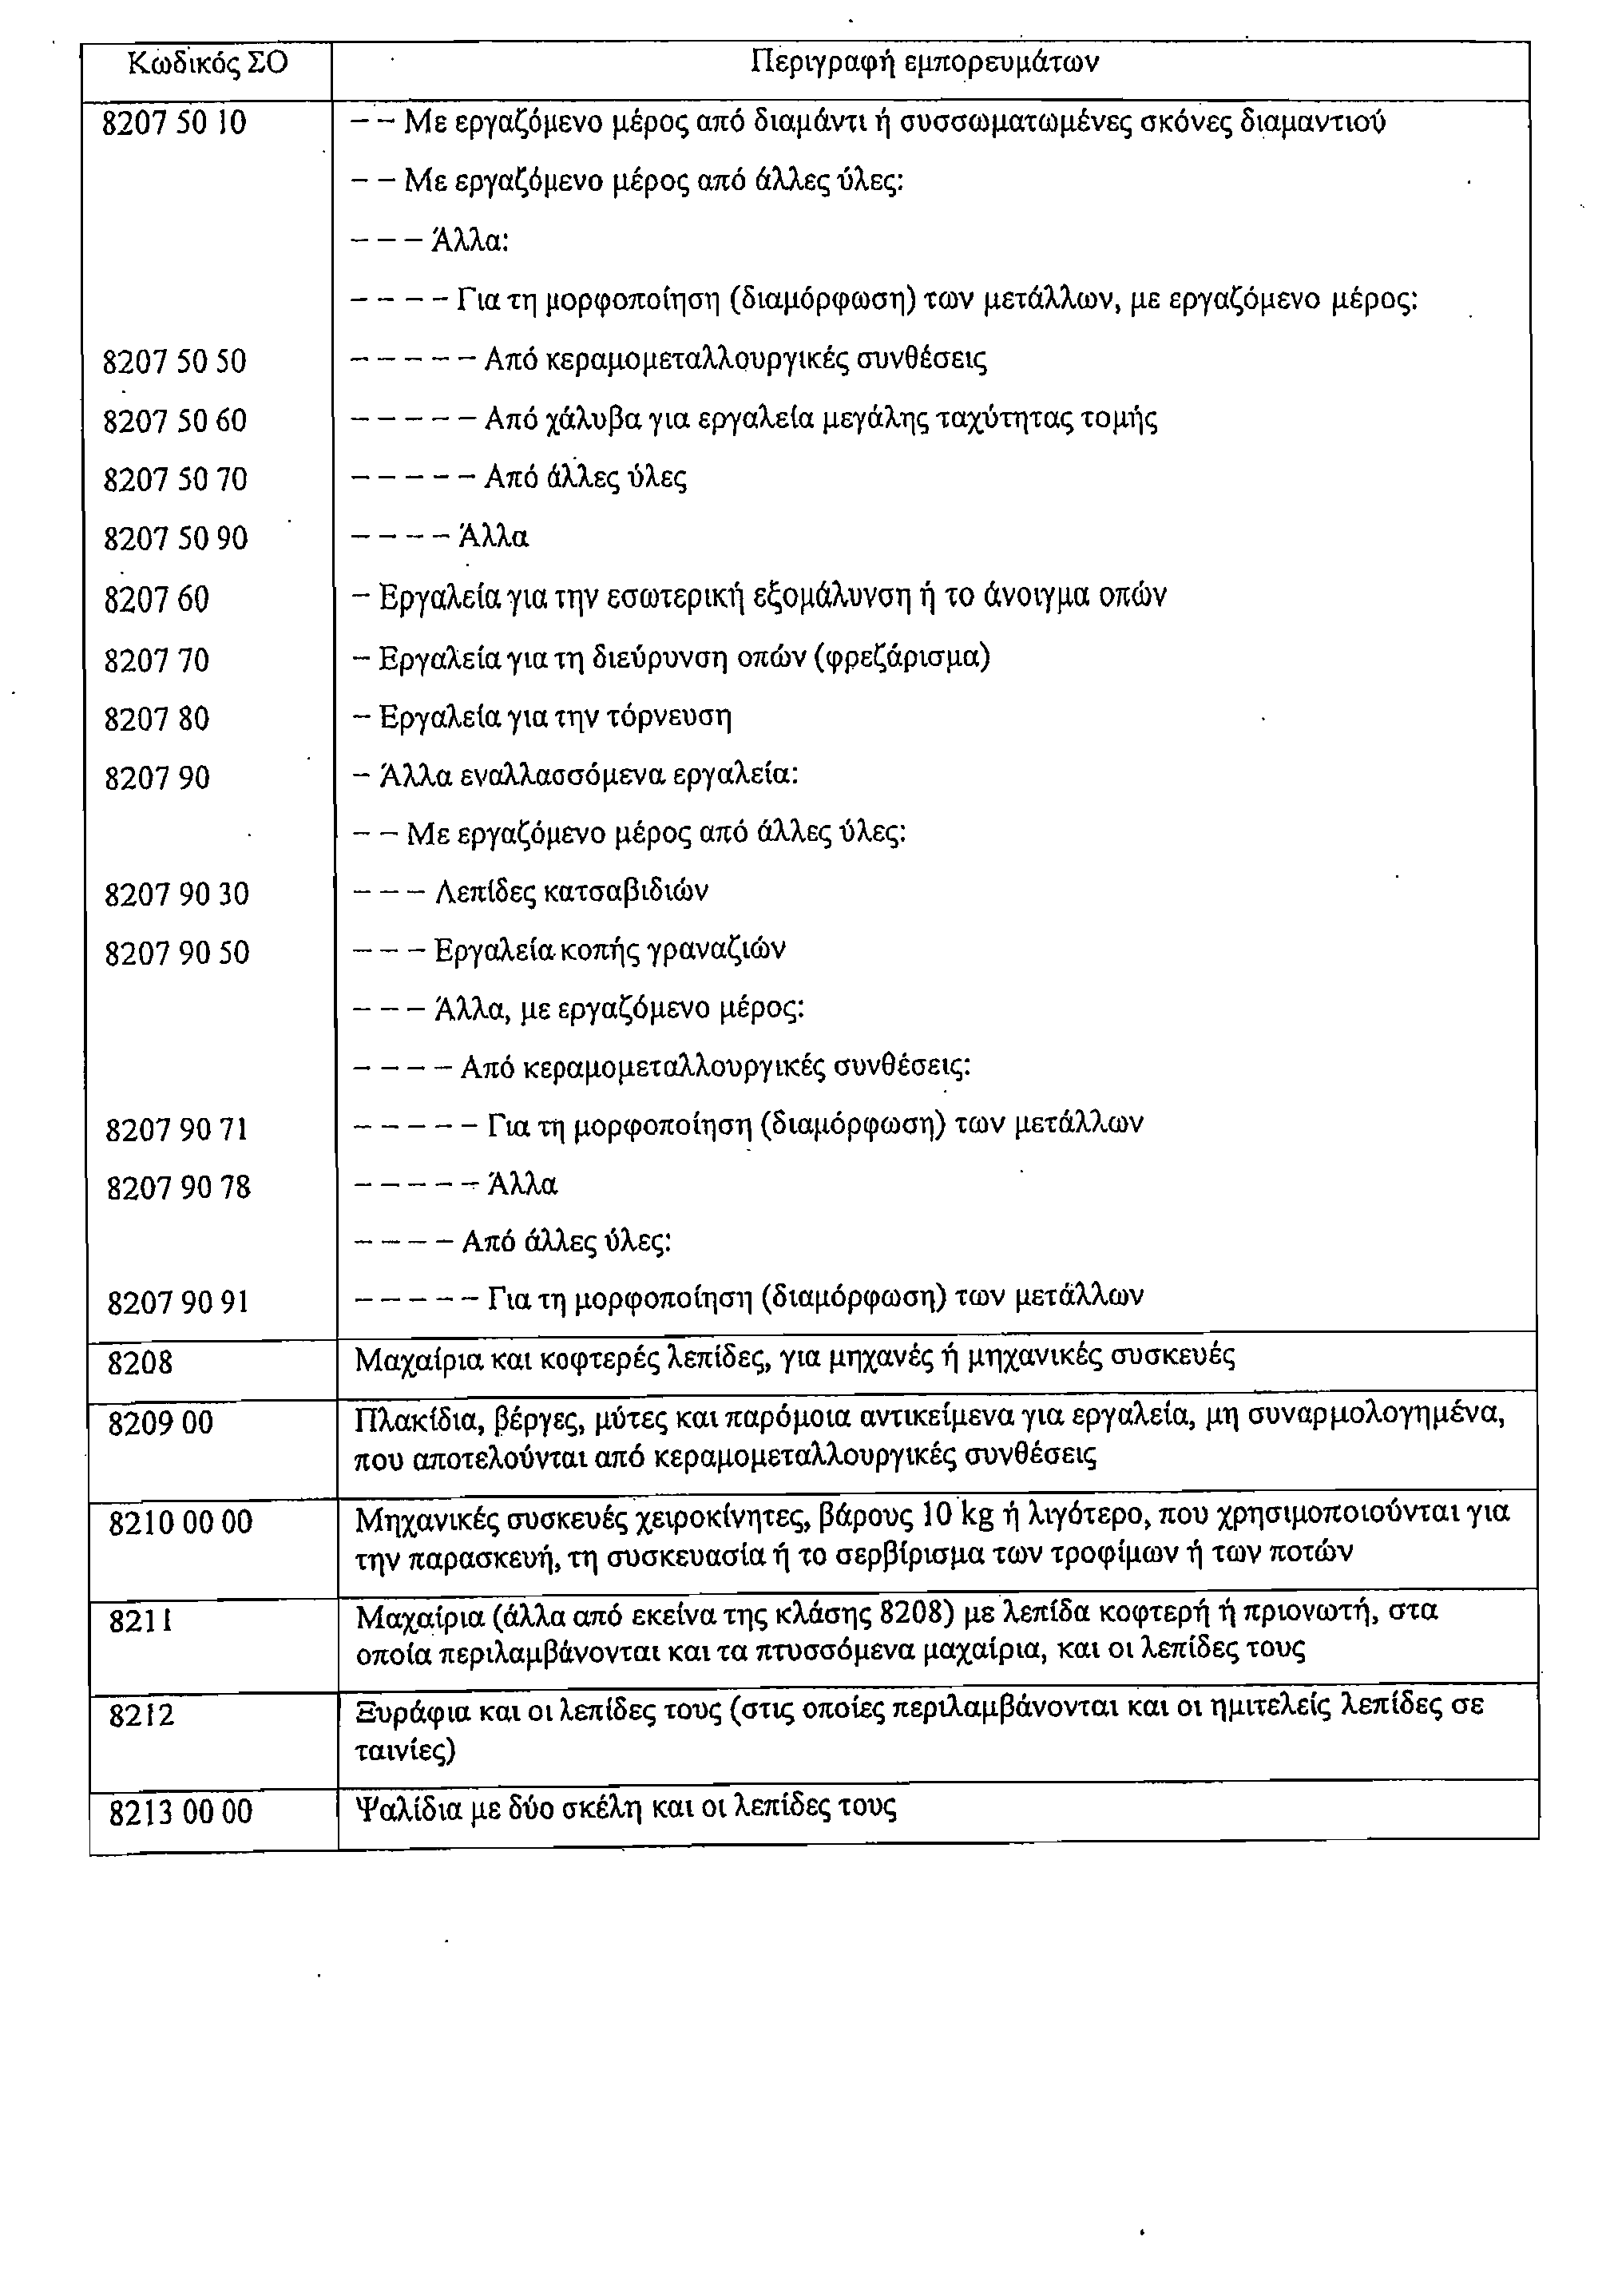 Κωδικός ΣΟ Περιγραφή εμπορευμάτων
8207 50 10 – – Με εργαζόμενο μέρος από διαμάντι ή συσσωματωμένες σκόνες διαμαντιού
– – Με εργαζόμενο μέρος από άλλες ύλες:
– – – Άλλα:
– – – – Για τη μορφοποίηση (διαμόρφωση) των μετάλλων, με εργαζόμενο μέρος:
8207 50 50 – – – – – Από κεραμομεταλλουργικές συνθέσεις
8207 50 60 – – – – – Από χάλυβα για εργαλεία μεγάλης ταχύτητας τομής
8207 50 70 – – – – – Από άλλες ύλες
8207 50 90 – – – – Άλλα
8207 60 – Εργαλεία για την εσωτερική εξομάλυνση ή το άνοιγμα οπών
8207 70 – Εργαλεία για τη διεύρυνση οπών (φρεζάρισμα)
8207 80 – Εργαλεία για την τόρνευση
8207 90 – Άλλα εναλλασσόμενα εργαλεία:
– – Με εργαζόμενο μέρος από άλλες ύλες:
8207 90 30 – – – Λεπίδες κατσαβιδιών
8207 90 50 – – – Εργαλεία κοπής γραναζιών
– – – Άλλα, με εργαζόμενο μέρος:
– – – – Από κεραμομεταλλουργικές συνθέσεις:
8207 90 71 – – – – – Για τη μορφοποίηση (διαμόρφωση) των μετάλλων
8207 90 78 – – – – – Άλλα
– – – – Από άλλες ύλες:
8207 90 91 – – – – – Για τη μορφοποίηση (διαμόρφωση) των μετάλλων
8208 Μαχαίρια και κοφτερές λεπίδες, για μηχανές ή μηχανικές συσκευές
8209 00 Πλακίδια, βέργες, μύτες και παρόμοια αντικείμενα για εργαλεία, μη συναρμολογημένα,
που αποτελούνται από κεραμομεταλλουργικές συνθέσεις
8210 00 00 Μηχανικές συσκευές χειροκίνητες, βάρους 10 kg ή λιγότερο, που χρησιμοποιούνται για
την παρασκευή, τη συσκευασία ή το σερβίρισμα των τροφίμων ή των ποτών
8211 Μαχαίρια (άλλα από εκείνα της κλάσης 8208) με λεπίδα κοφτερή ή πριονωτή, στα
οποία περιλαμβάνονται και τα πτυσσόμενα μαχαίρια, και οι λεπίδες τους
8212 Ξυράφια και οι λεπίδες τους (στις οποίες περιλαμβάνονται και οι ημιτελείς λεπίδες σε
ταινίες)
8213 00 00 Ψαλίδια με δύο σκέλη και οι λεπίδες τους